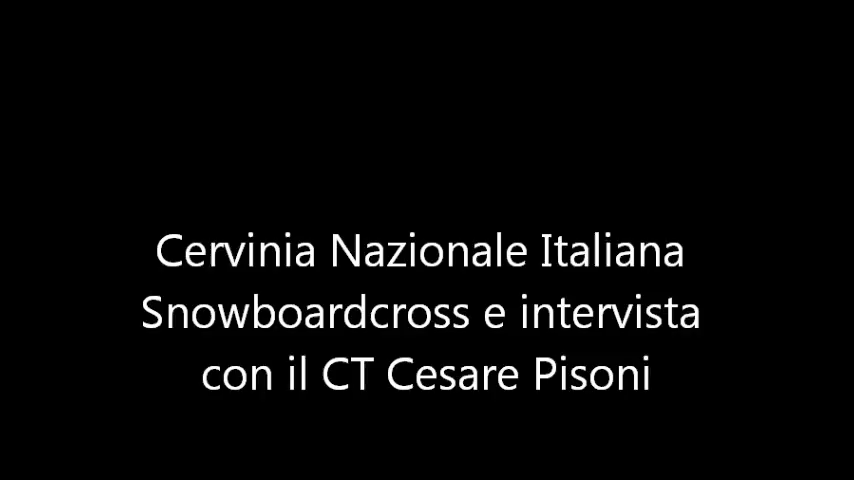 Cervinia Nazionale Italiana
Snowboardcross e intervista
con il CT Cesare Pisoni